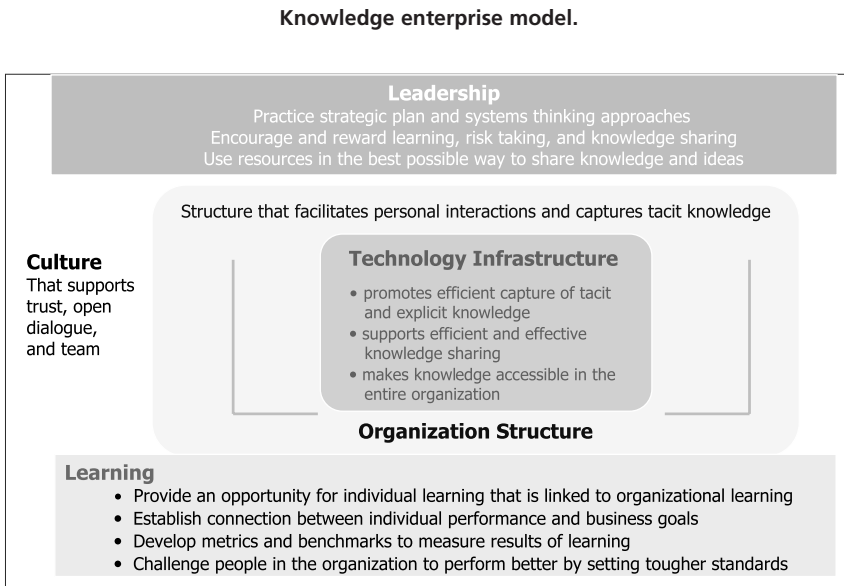 Knowledge enterprise model.
Leadership
Practice strategic plan and systems thinking approaches
Encourage and reward learning, risk taking, and knowledge sharing
Use resources in the best possible way to share knowledge and ideas
Structure that facilitates personal interactions and captures tacit knowledge
Culture
That supports
trust, open
dialogue,
and team
Technology Infrastructure
• promotes efficient capture of tacit
and explicit knowledge
• supports efficient and effective
knowledge sharing
• makes knowledge accessible in the
entire organization
Organization Structure
Learning
• Provide an opportunity for individual learning that is linked to organizational learning
• Establish connection between individual performance and business goals
• Develop metrics and benchmarks to measure results of learning
• Challenge people in the organization to perform better by setting tougher standards